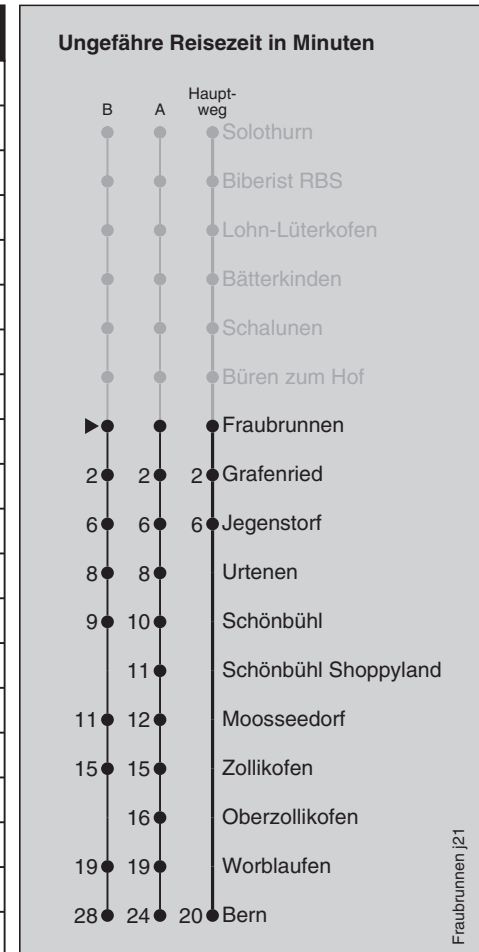 Ungefähre Reisezeit in Minuten
B A Haupt-
weg
Solothurn
Biberist RBS
Lohn-Lüterkofen
Bätterkinden
Schalunen
Büren zum Hof
Fraubrunnen
2 2 2 Grafenried
6 6 6 Jegenstorf
8 8 Urtenen
9 10 Schönbühl
11 Schönbühl Shoppyland
11 12 Moosseedorf
15 15 Zollikofen
16 Oberzollikofen
19 19 Worblaufen
28 24 20 Bern
Fraubrunnen j21